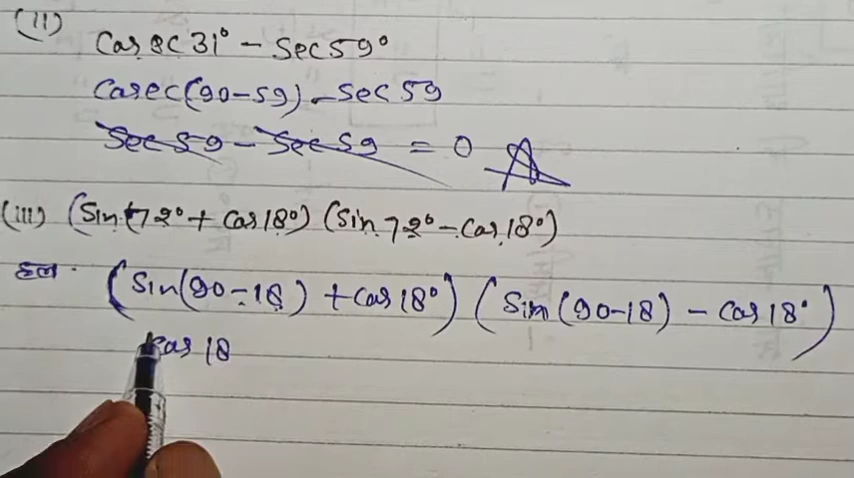 (II) Cosec 31° - Sec 59°
Cosec(90-59) - Sec 59
Sec 59 - Sec 59 = 0 A
(III) (Sin 72° + Cos 18°) (Sin 72° - Cos 18°)
हल. (Sin(90-18) + Cos 18°) (Sin(90-18) - Cos 18°)
Cos 18